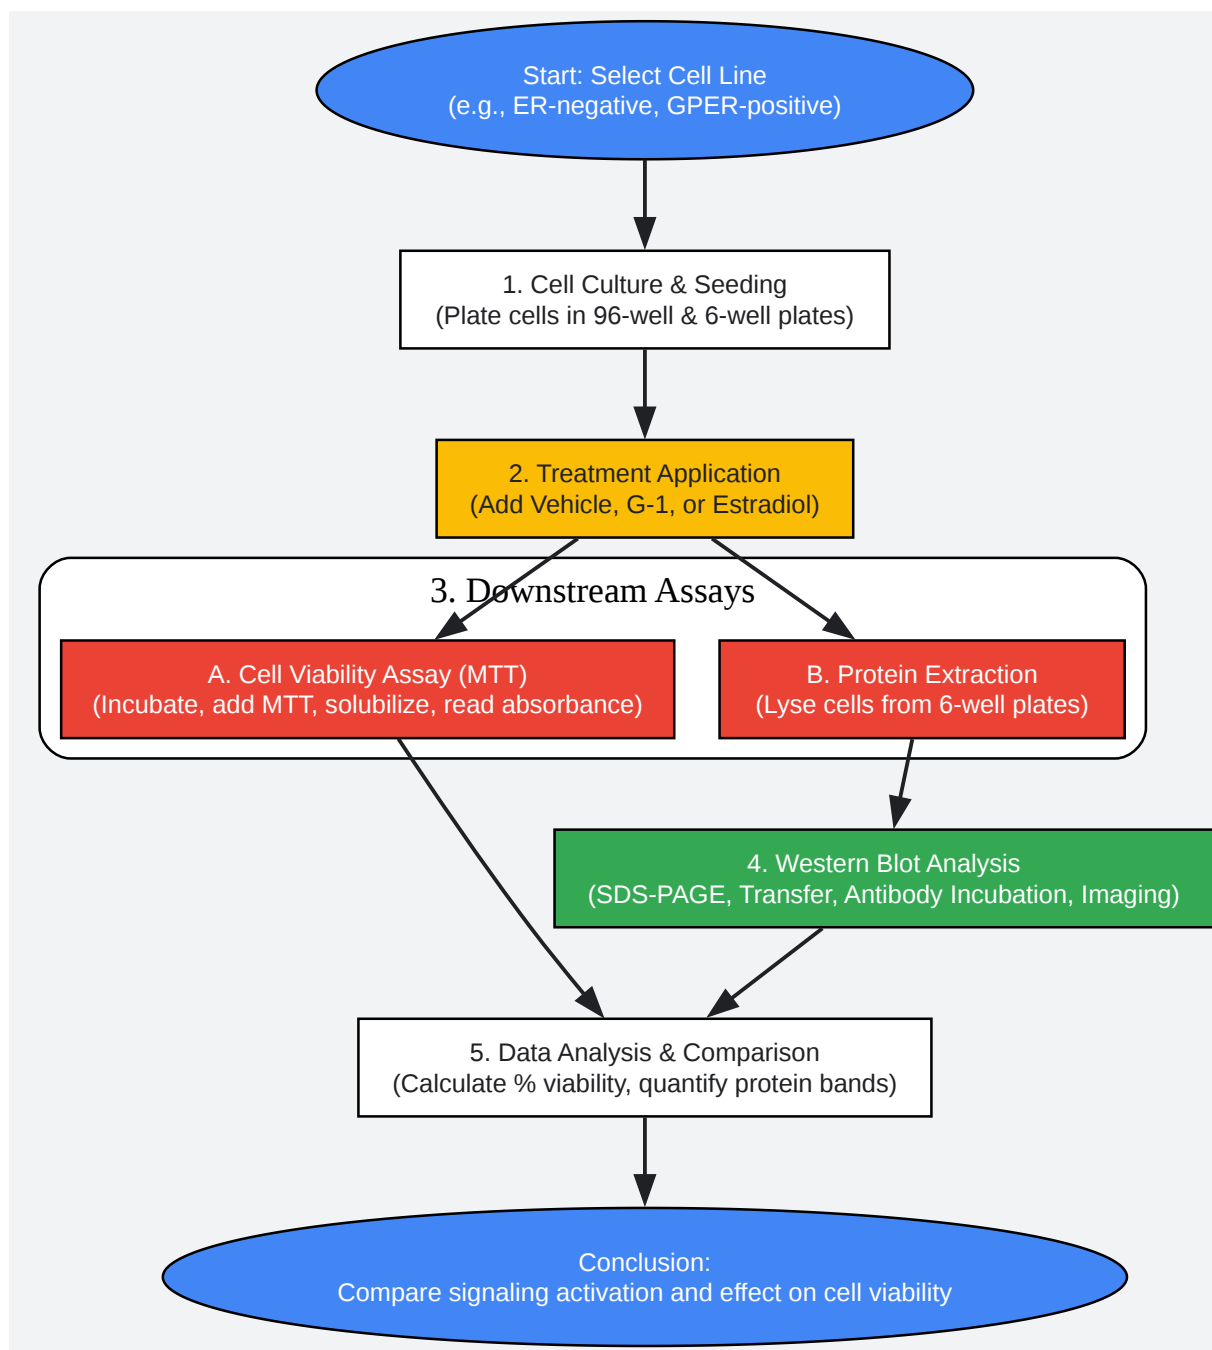 Start: Select Cell Line
(e.g., ER-negative, GPER-positive)
1. Cell Culture & Seeding
(Plate cells in 96-well & 6-well plates)
2. Treatment Application
(Add Vehicle, G-1, or Estradiol)
3. Downstream Assays
A. Cell Viability Assay (MTT)
(Incubate, add MTT, solubilize, read absorbance)
B. Protein Extraction
(Lyse cells from 6-well plates)
4. Western Blot Analysis
(SDS-PAGE, Transfer, Antibody Incubation, Imaging)
5. Data Analysis & Comparison
(Calculate % viability, quantify protein bands)
Conclusion:
Compare signaling activation and effect on cell viability